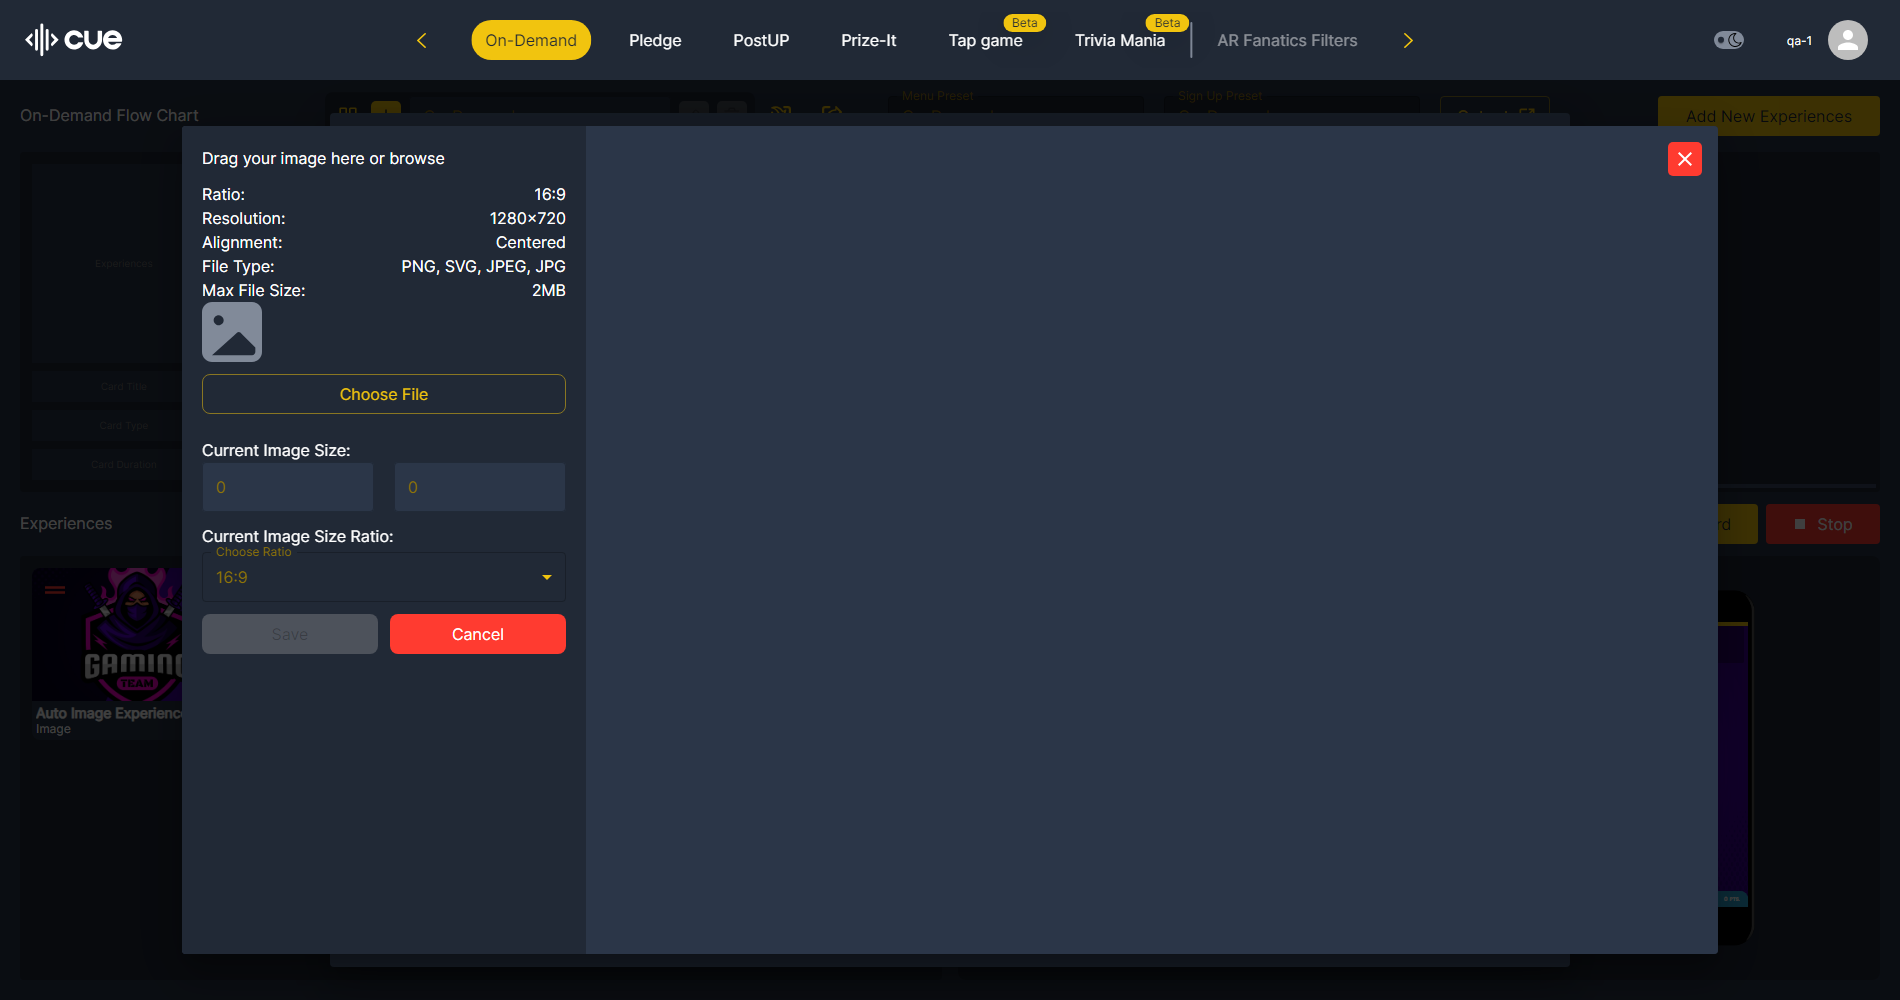 cue
On-Demand
Pledge
PostUP
Prize-It
Tap game
Beta
Trivia Mania
Beta
AR Fanatics Filters
qa-1
On-Demand Flow Chart
Menu Preset
Sign Up Preset
Add New Experiences
Drag your image here or browse
Ratio: 16:9
Resolution: 1280×720
Alignment: Centered
File Type: PNG, SVG, JPEG, JPG
Max File Size: 2MB
Choose File
Current Image Size:
0 0
Current Image Size Ratio:
Choose Ratio
16:9
Save Cancel
Experiences
Card Title
Card Type
Card Duration
Experiences
Stop
GAMING
TEAM
Auto Image Experience
Image